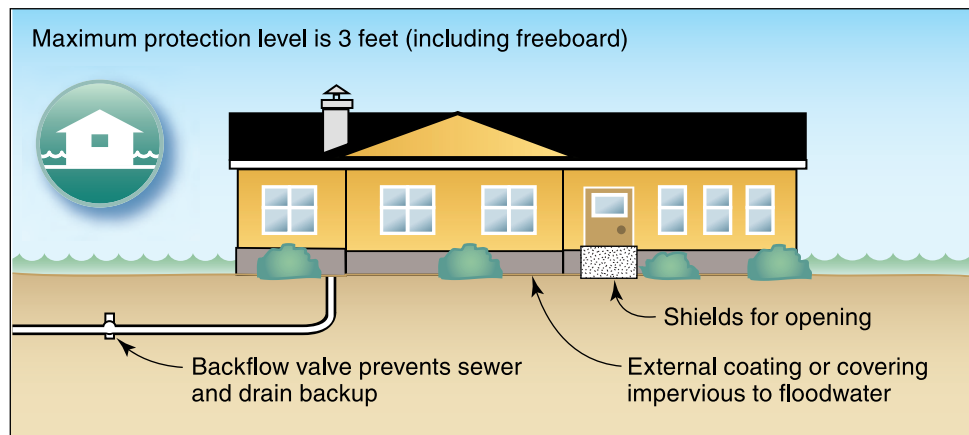 Maximum protection level is 3 feet (including freeboard)
Shields for opening
Backflow valve prevents sewer
and drain backup
External coating or covering
impervious to floodwater